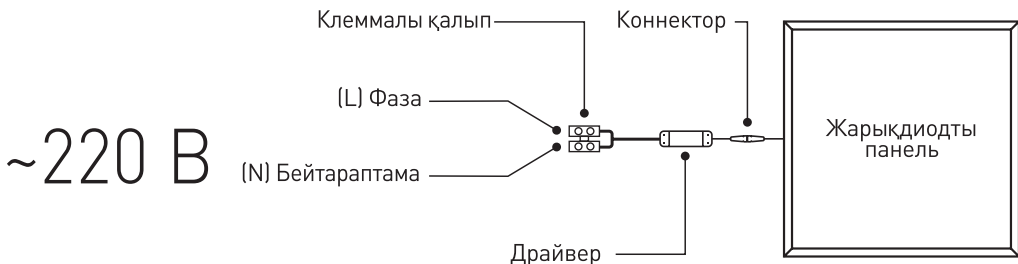 Клеммалы қалып
Коннектор
(L) Фаза
~220 В
(N) Бейтараптама
Жарықдиодты
панель
Драйвер